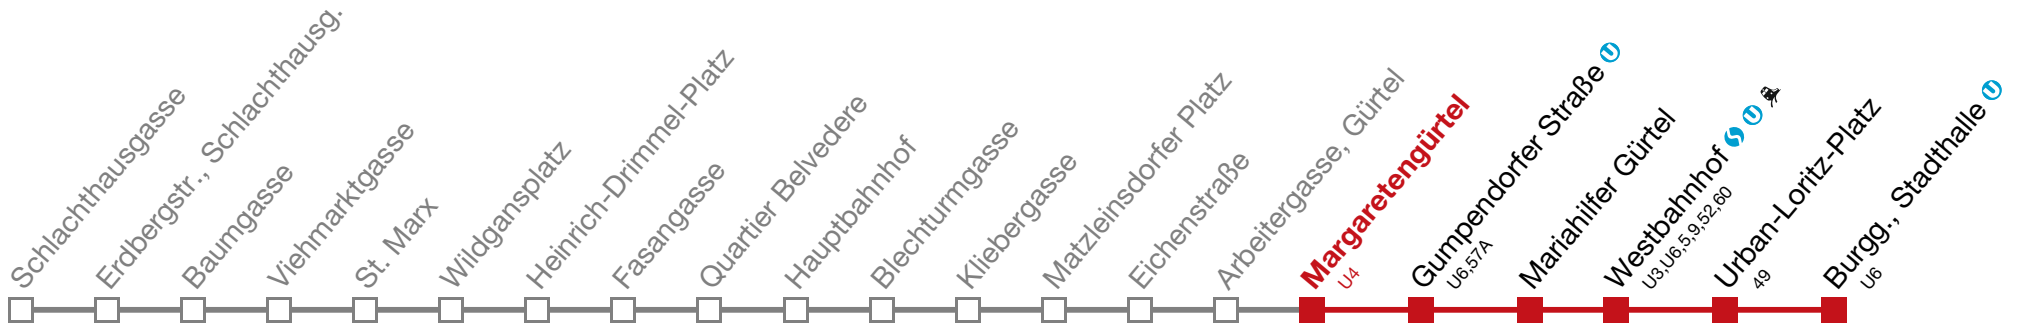 Schlachthausgasse
Erdbergstr., Schlachthausg.
Baumgasse
Viehmarktgasse
St. Marx
Wildgansplatz
Heinrich-Drimmel-Platz
Fasangasse
Quartier Belvedere
Hauptbahnhof
Blechturmgasse
Kliebergasse
Matzleinsdorfer Platz
Eichenstraße
Arbeitergasse, Gürtel
Margaretengürtel
U4
Gumpendorfer Straße U
U6,57A
Mariahilfer Gürtel
Westbahnhof S U
U3,U6,5,9,52,60
Urban-Loritz-Platz
49
Burgg., Stadthalle U
U6